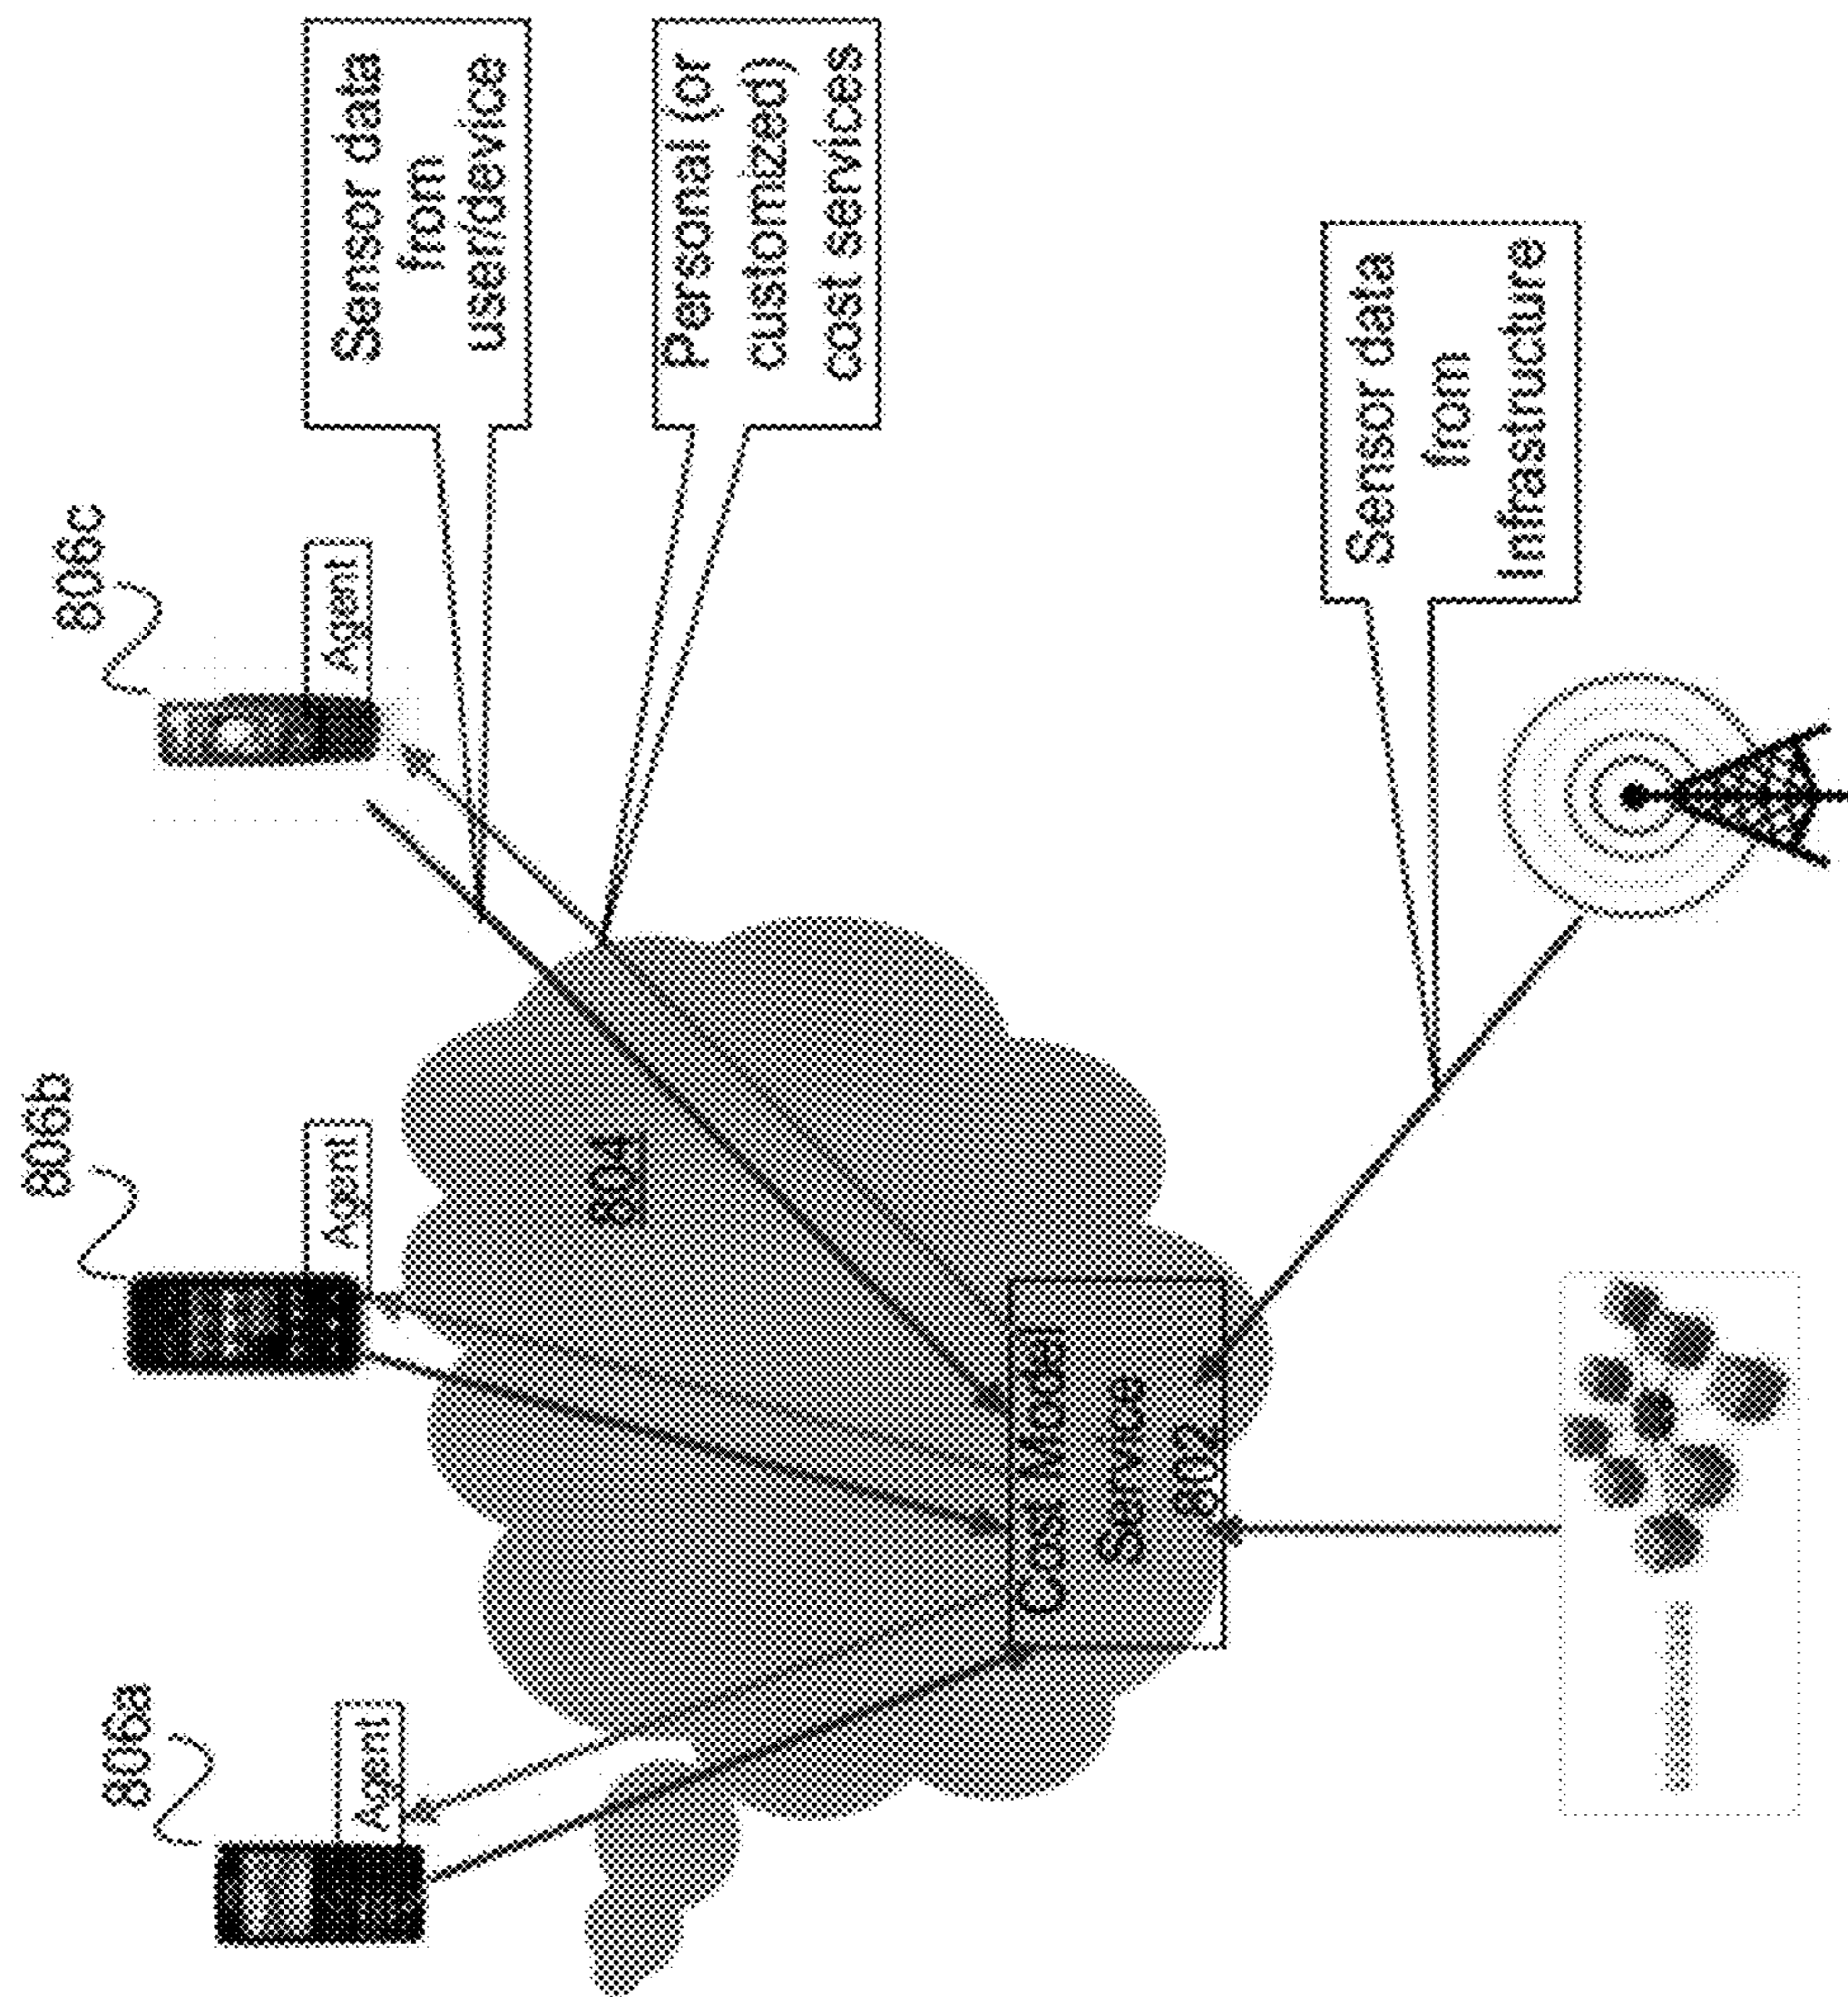 806a
Agent
806b
Agent
806c
Agent
Sensor data
from
user/device
Personal (or
customized)
cost services
804
Cost Model
Service
802
Sensor data
from
Infrastructure